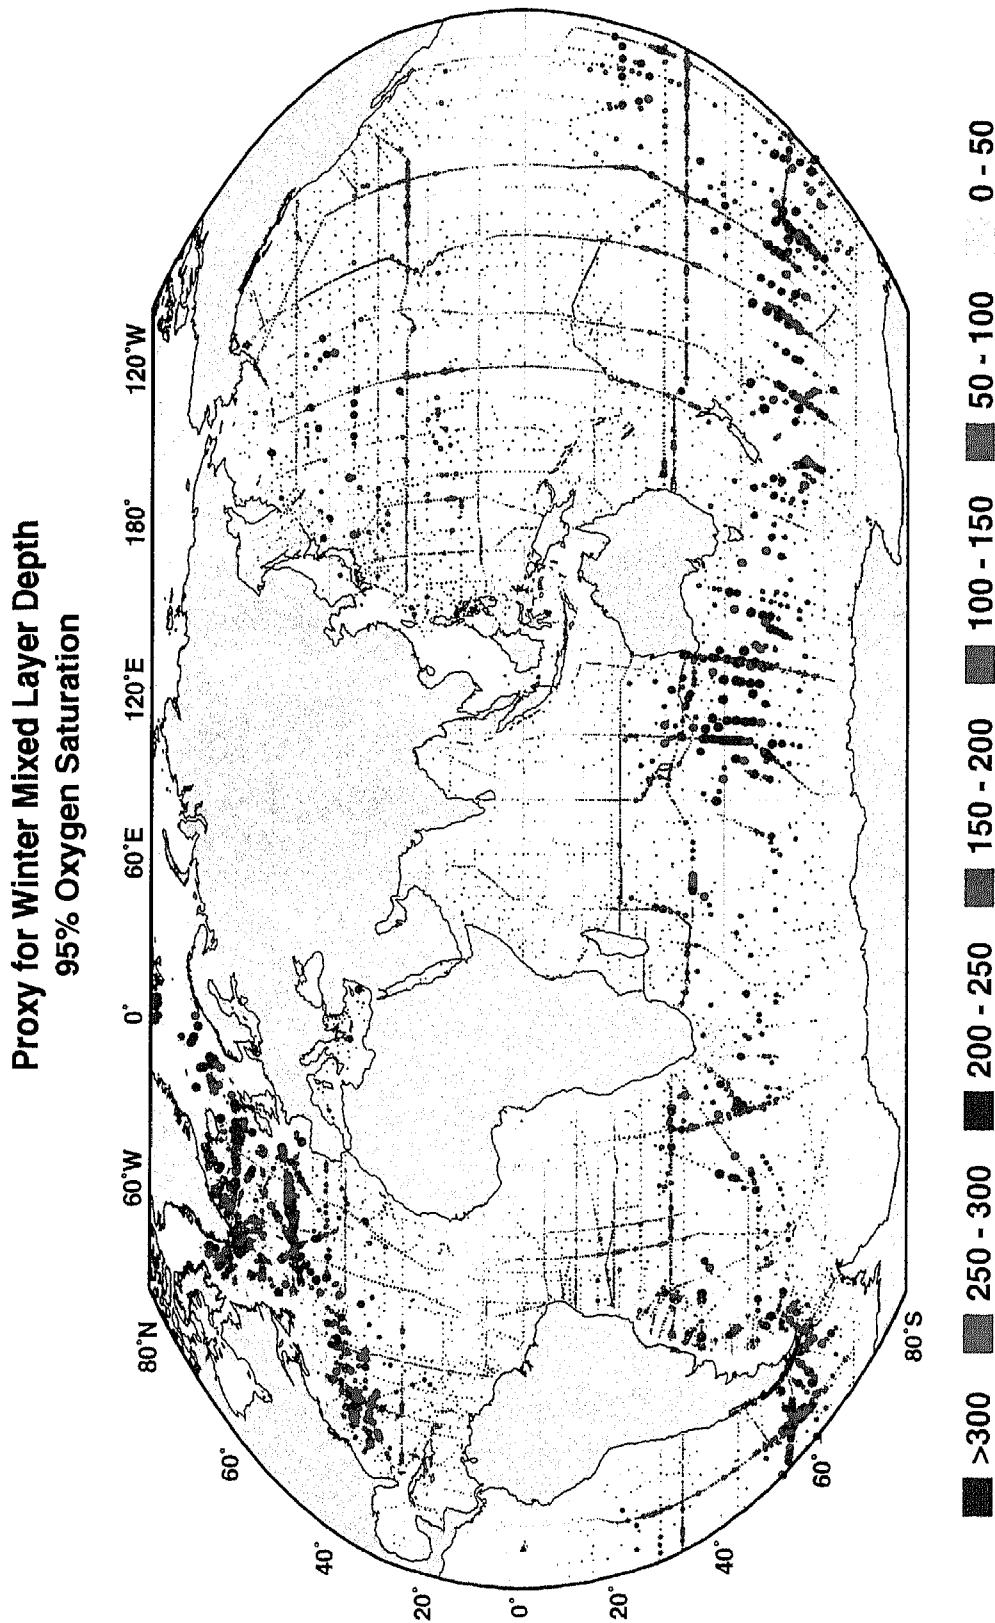 Proxy for Winter Mixed Layer Depth
95% Oxygen Saturation
60°W
0°
60°E
120°E
180°
120°W
80°N
60°
40°
20°
0°
20°
40°
60°
80°S
>300
250 - 300
200 - 250
150 - 200
100 - 150
50 - 100
0 - 50